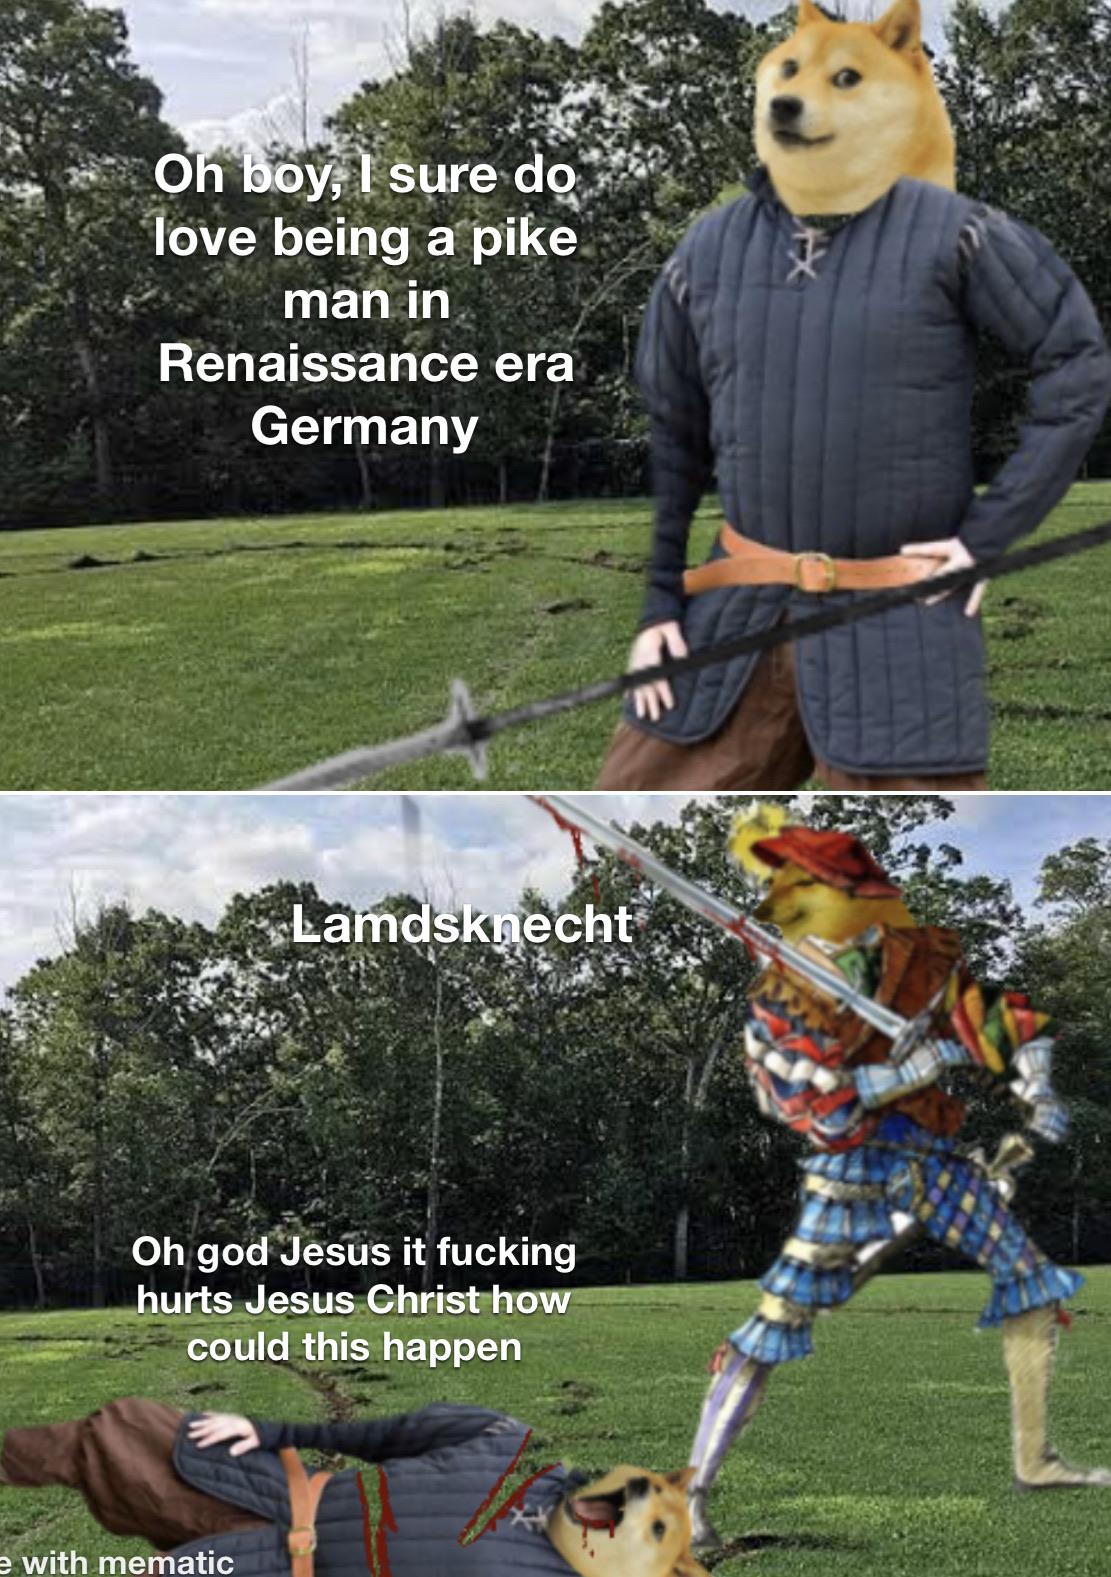 Oh boy, I sure do
love being a pike
man in
Renaissance era
Germany
Lamdsknecht
Oh god Jesus it fucking
hurts Jesus Christ how
could this happen
e with mematic